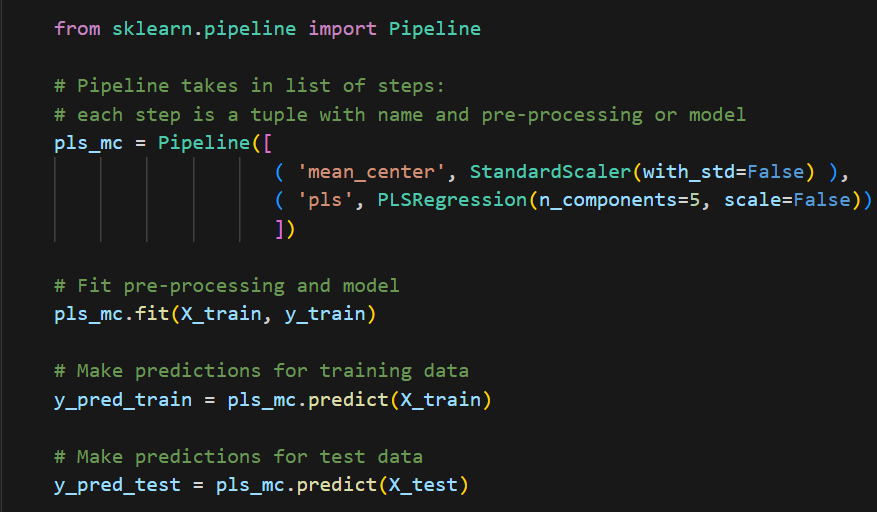 from sklearn.pipeline import Pipeline
# Pipeline takes in list of steps:
# each step is a tuple with name and pre-processing or model
pls_mc = Pipeline([
( 'mean_center', StandardScaler(with_std=False) ),
( 'pls', PLSRegression(n_components=5, scale=False))
])
# Fit pre-processing and model
pls_mc.fit(X_train, y_train)
# Make predictions for training data
y_pred_train = pls_mc.predict(X_train)
# Make predictions for test data
y_pred_test = pls_mc.predict(X_test)